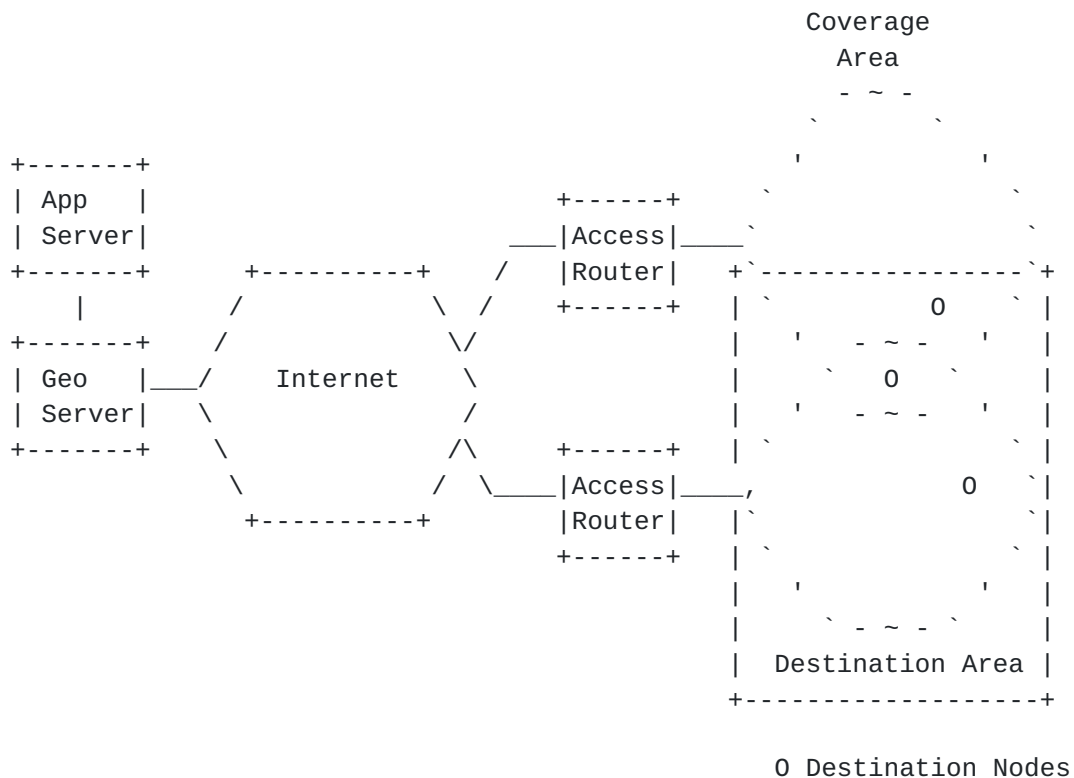 Coverage
Area
App
Server
Access
Router
Geo
Server
Internet
O
O
Access
Router
O
Destination Area
O Destination Nodes